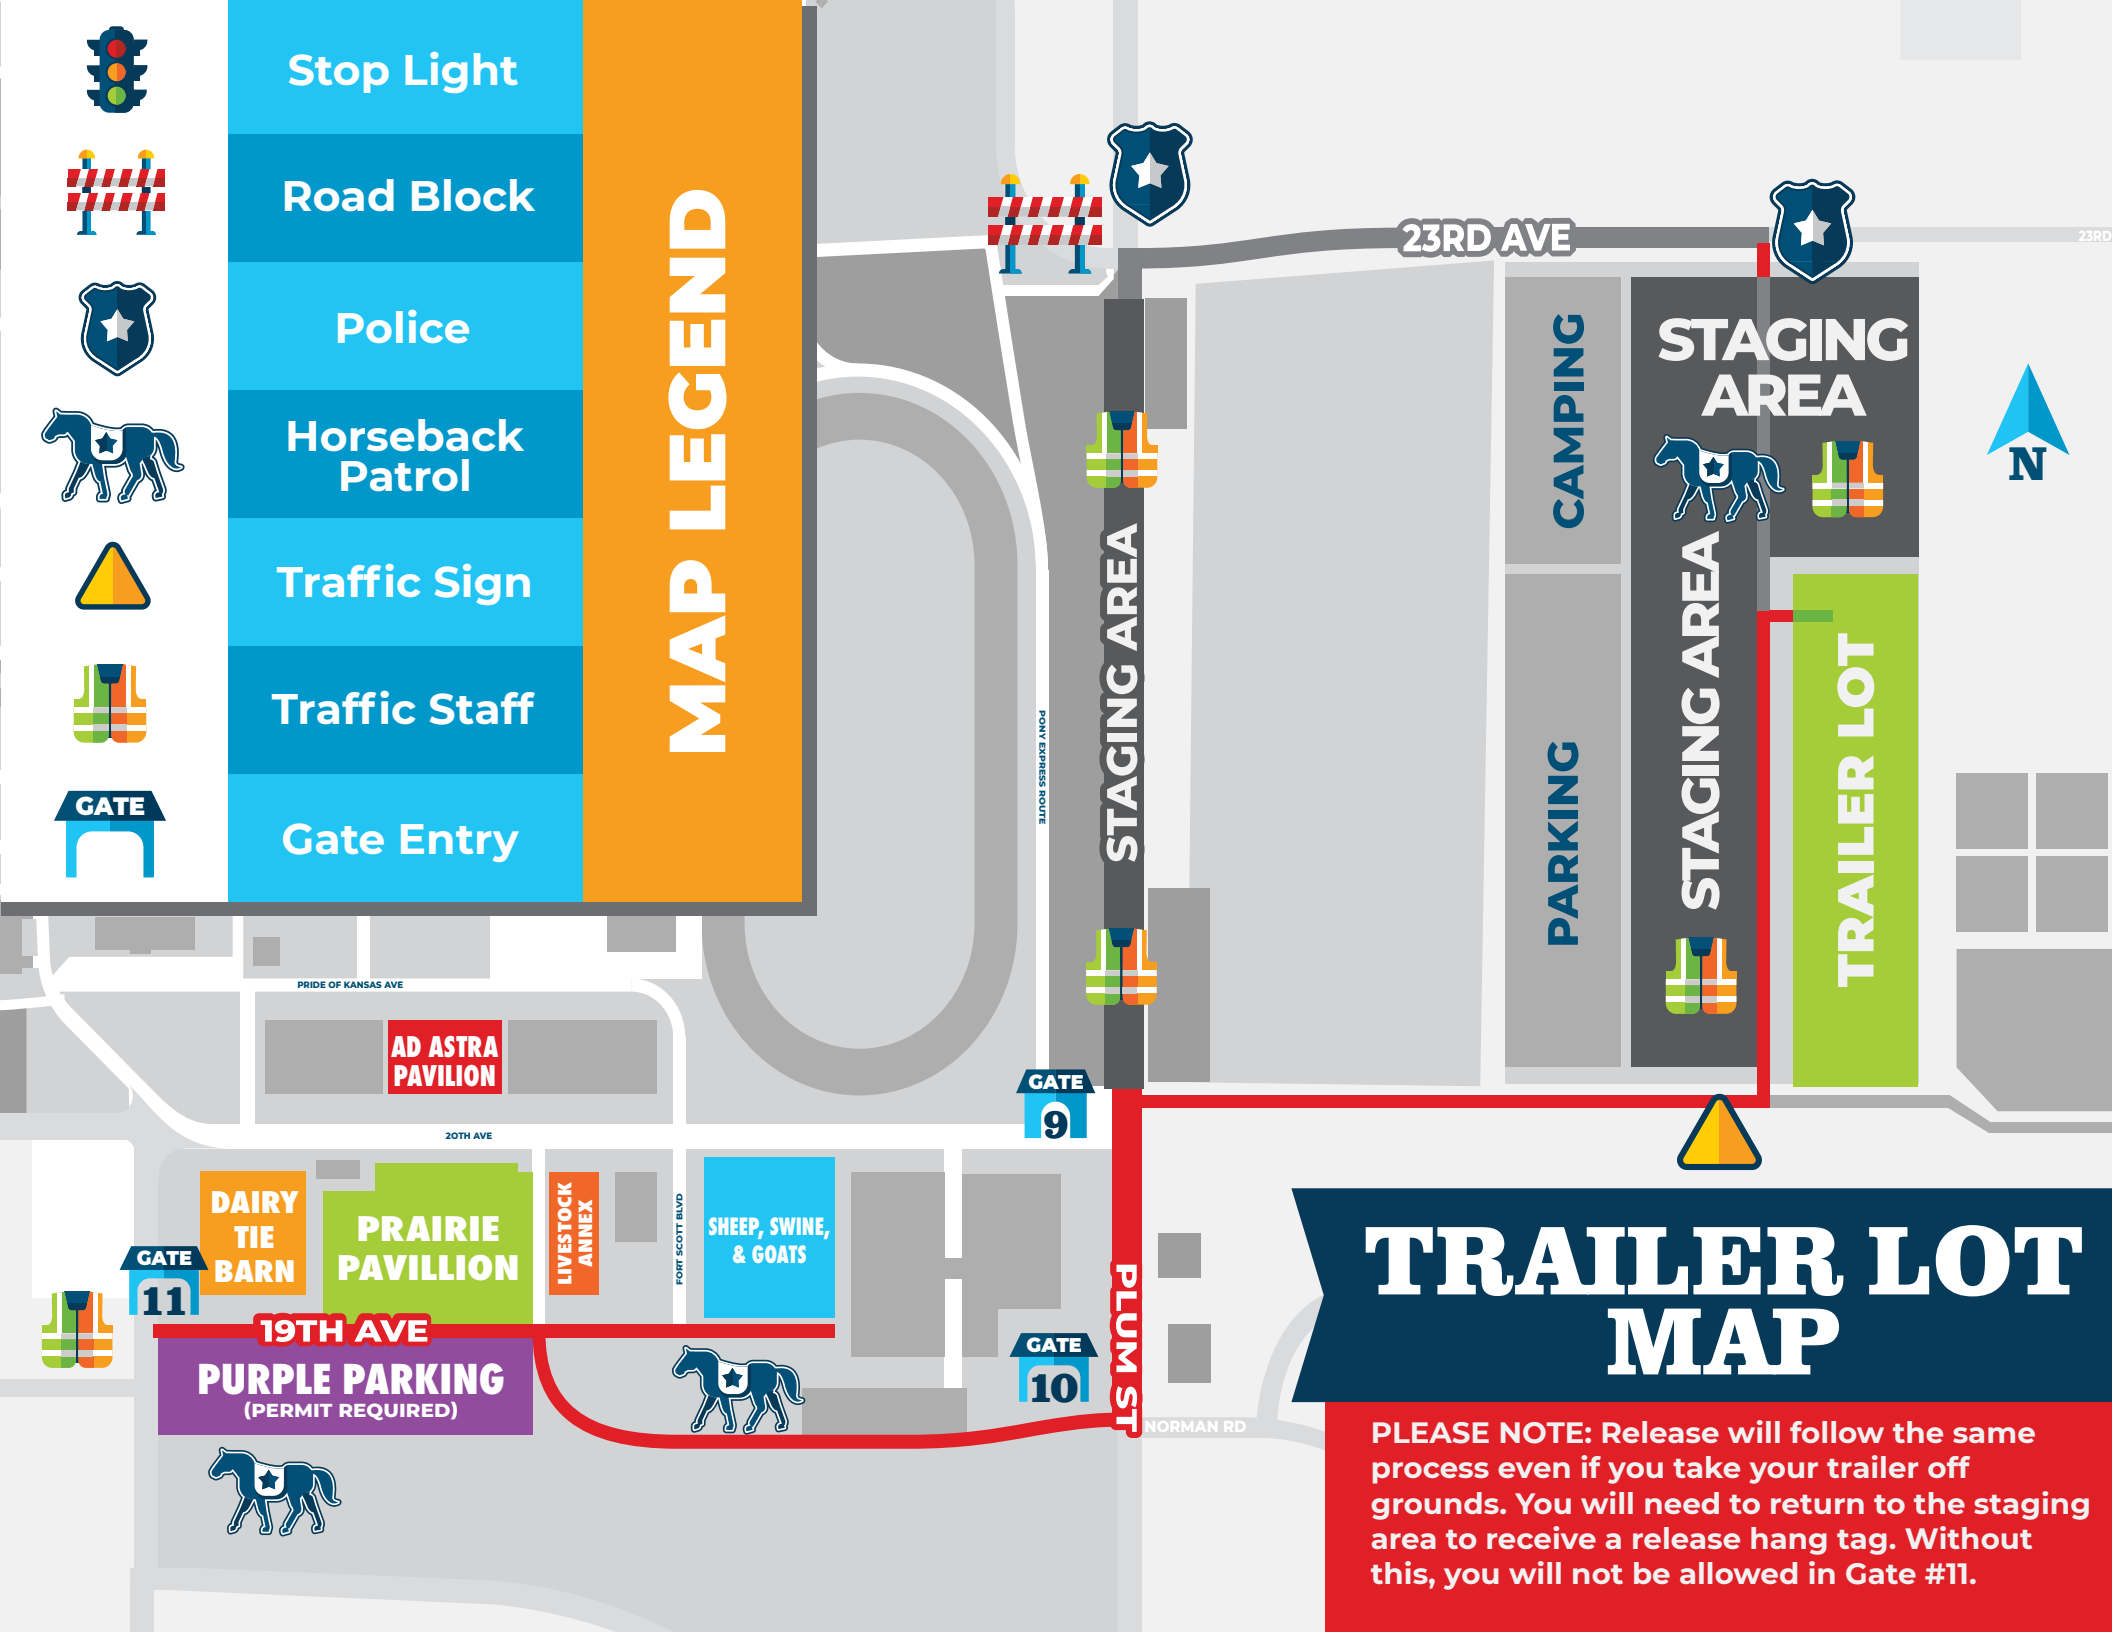 Stop Light
Road Block
Police
Horseback
Patrol
Traffic Sign
Traffic Staff
GATE
Gate Entry
MAP LEGEND
23RD AVE
23RD
CAMPING
PARKING
STAGING
AREA
STAGING AREA
TRAILER LOT
N
STAGING AREA
PONY EXPRESS ROUTE
PRIDE OF KANSAS AVE
AD ASTRA
PAVILION
20TH AVE
GATE
9
DAIRY
TIE
BARN
PRAIRIE
PAVILLION
LIVESTOCK
ANNEX
FORT SCOTT BLVD
SHEEP, SWINE,
& GOATS
GATE
11
19TH AVE
PURPLE PARKING
(PERMIT REQUIRED)
GATE
10
PLUM ST
NORMAN RD
TRAILER LOT
MAP
PLEASE NOTE: Release will follow the same
process even if you take your trailer off
grounds. You will need to return to the staging
area to receive a release hang tag. Without
this, you will not be allowed in Gate #11.